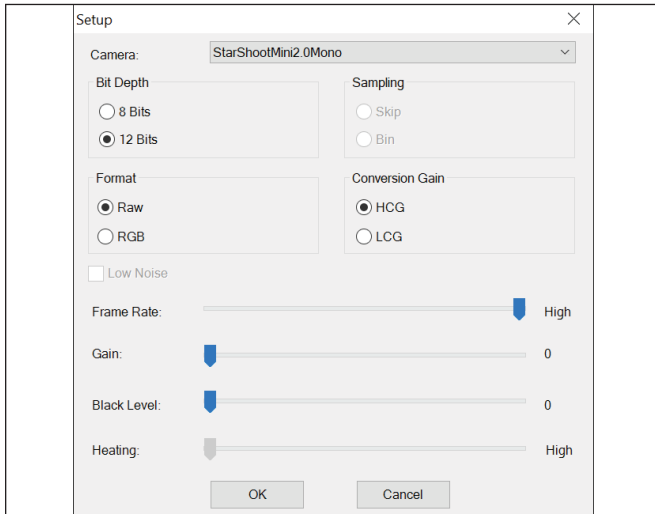 Setup
Camera: StarShootMini2.0Mono
Bit Depth
8 Bits
12 Bits
Sampling
Skip
Bin
Format
Raw
RGB
Conversion Gain
HCG
LCG
Low Noise
Frame Rate: High
Gain: 0
Black Level: 0
Heating: High
OK Cancel